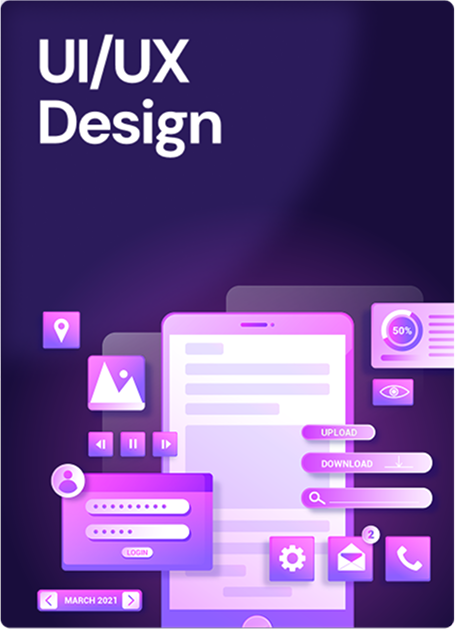 UI/UX
Design
50%
UPLOAD
DOWNLOAD
2
LOGIN
MARCH 2021